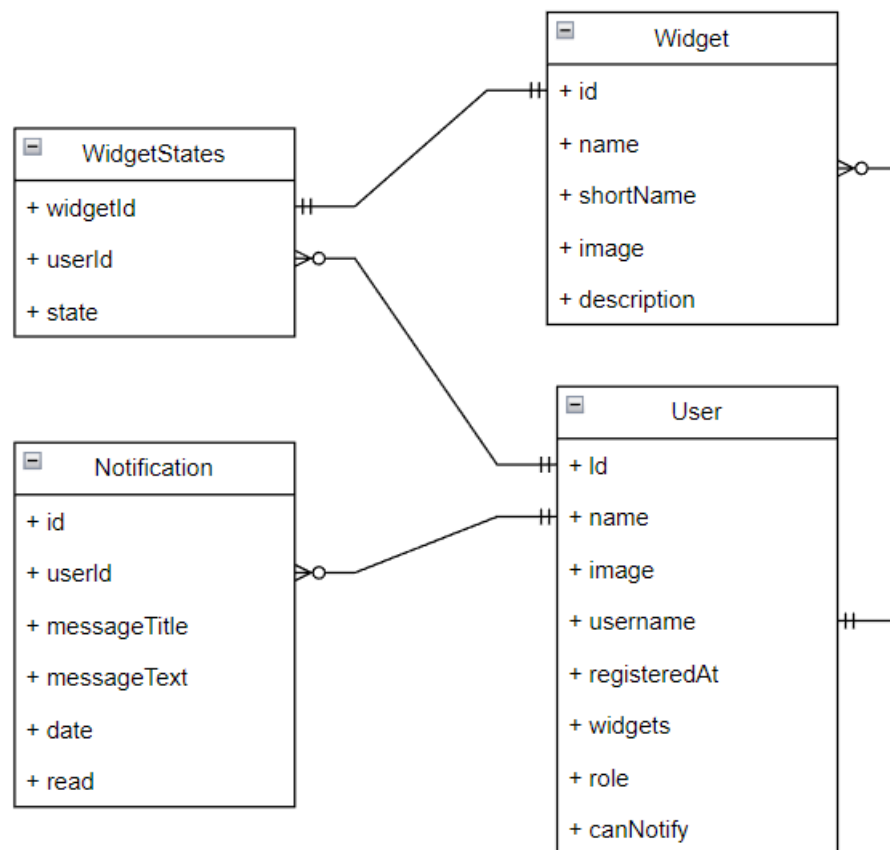 Widget
+ id
+ name
+ shortName
+ image
+ description
WidgetStates
+ widgetId
+ userId
+ state
User
+ Id
+ name
+ image
+ username
+ registeredAt
+ widgets
+ role
+ canNotify
Notification
+ id
+ userId
+ messageTitle
+ messageText
+ date
+ read